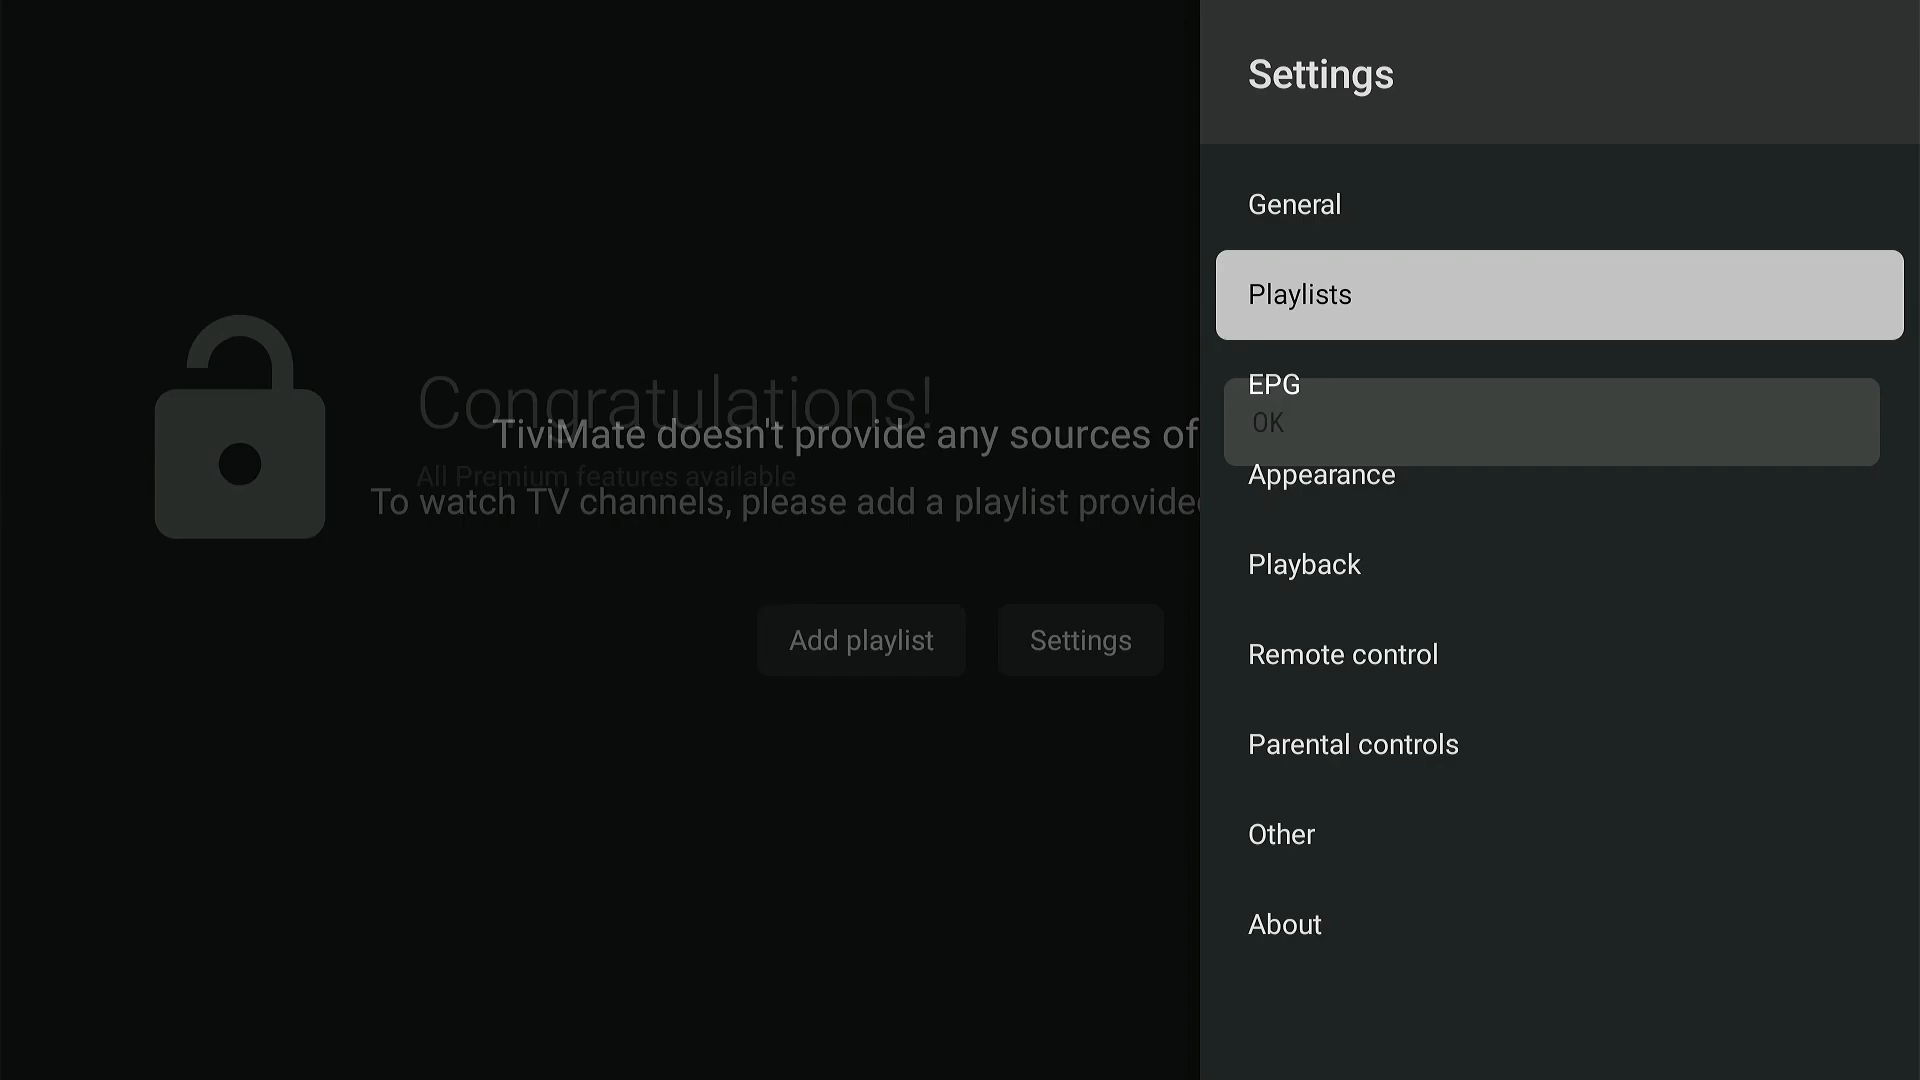 Settings
General
Playlists
EPG
OK
Appearance
Playback
Remote control
Parental controls
Other
About
Congratulations!
TiviMate doesn't provide any sources of
All Premium features available
To watch TV channels, please add a playlist provided
Add playlist
Settings